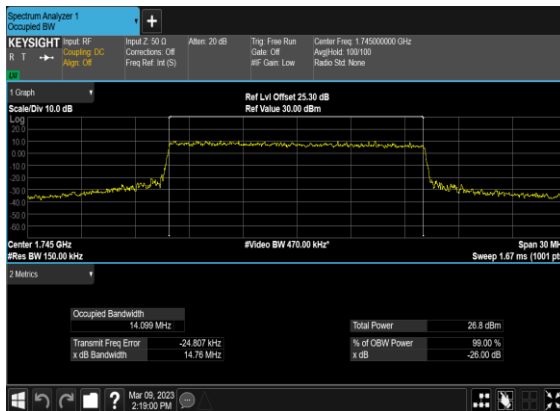 Spectrum Analyzer 1
Occupied BW
KEYSIGHT
R T
Input: RF
Coupling: DC
Align: Off
Input Z: 50 Ω
Corrections: Off
Freq Ref: Int (S)
Atten: 20 dB
Trig: Free Run
Gate: Off
#IF Gain: Low
Center Freq: 1.745000000 GHz
Avg|Hold: 100/100
Radio Std: None
1 Graph
Scale/Div 10.0 dB
Ref Lvl Offset 25.30 dB
Ref Value 30.00 dBm
Log
20.0
10.0
0.00
-10.0
-20.0
-30.0
-40.0
-50.0
-60.0
Center 1.745 GHz
#Res BW 150.00 kHz
#Video BW 470.00 kHz*
Span 30 MH
Sweep 1.67 ms (1001 pts
2 Metrics
Occupied Bandwidth
14.099 MHz
Transmit Freq Error -24.807 kHz
x dB Bandwidth 14.76 MHz
Total Power 26.8 dBm
% of OBW Power 99.00 %
x dB -26.00 dB
?
Mar 09, 2023
2:19:00 PM